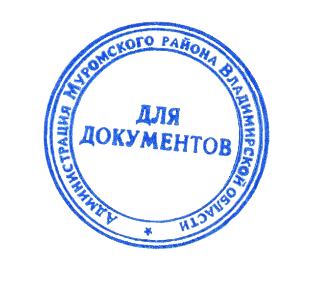 Администрация Муромского района Владимирской области
ДЛЯ
ДОКУМЕНТОВ